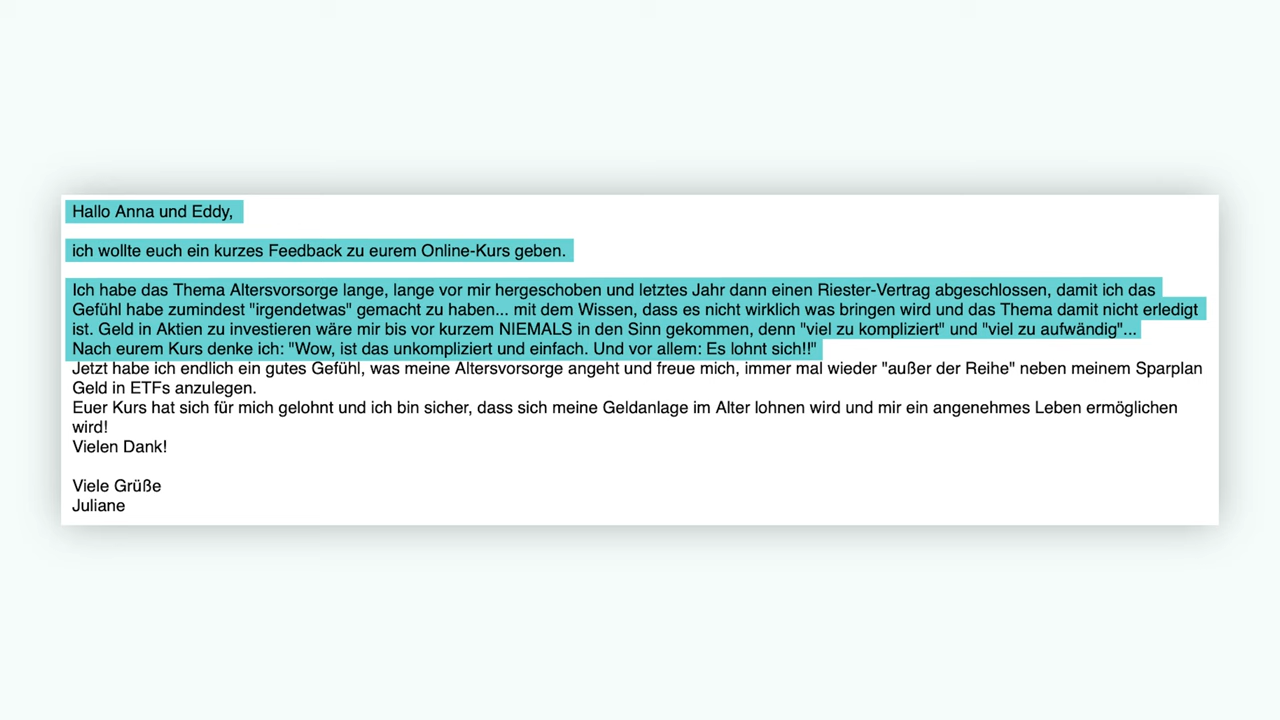 Hallo Anna und Eddy,
ich wollte euch ein kurzes Feedback zu eurem Online-Kurs geben.
Ich habe das Thema Altersvorsorge lange, lange vor mir hergeschoben und letztes Jahr dann einen Riester-Vertrag abgeschlossen, damit ich das
Gefühl habe zumindest "irgendetwas" gemacht zu haben... mit dem Wissen, dass es nicht wirklich was bringen wird und das Thema damit nicht erledigt
ist. Geld in Aktien zu investieren wäre mir bis vor kurzem NIEMALS in den Sinn gekommen, denn "viel zu kompliziert" und "viel zu aufwändig"...
Nach eurem Kurs denke ich: "Wow, ist das unkompliziert und einfach. Und vor allem: Es lohnt sich!!"
Jetzt habe ich endlich ein gutes Gefühl, was meine Altersvorsorge angeht und freue mich, immer mal wieder "außer der Reihe" neben meinem Sparplan
Geld in ETFs anzulegen.
Euer Kurs hat sich für mich gelohnt und ich bin sicher, dass sich meine Geldanlage im Alter lohnen wird und mir ein angenehmes Leben ermöglichen
wird!
Vielen Dank!
Viele Grüße
Juliane